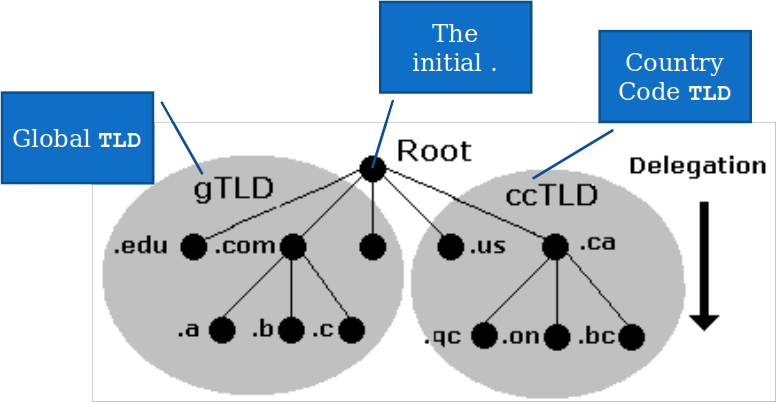 The
initial .
Country
Code TLD
Global TLD
Root
Delegation
gTLD
ccTLD
.edu
.com
.us
.ca
.a
.b
.c
.qc
.on
.bc